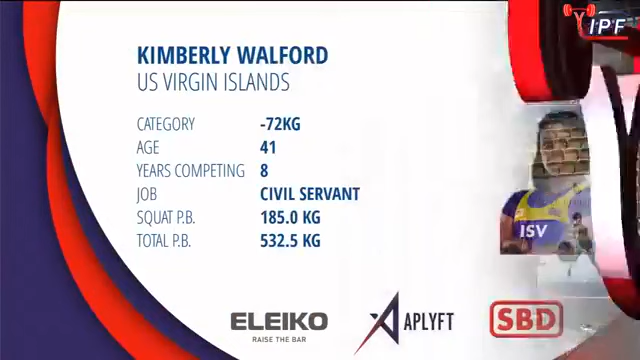 IPF
KIMBERLY WALFORD
US VIRGIN ISLANDS
CATEGORY -72KG
AGE 41
YEARS COMPETING 8
JOB CIVIL SERVANT
SQUAT P.B. 185.0 KG
TOTAL P.B. 532.5 KG
ISV
ELEIKO
RAISE THE BAR
APLYFT
SBD